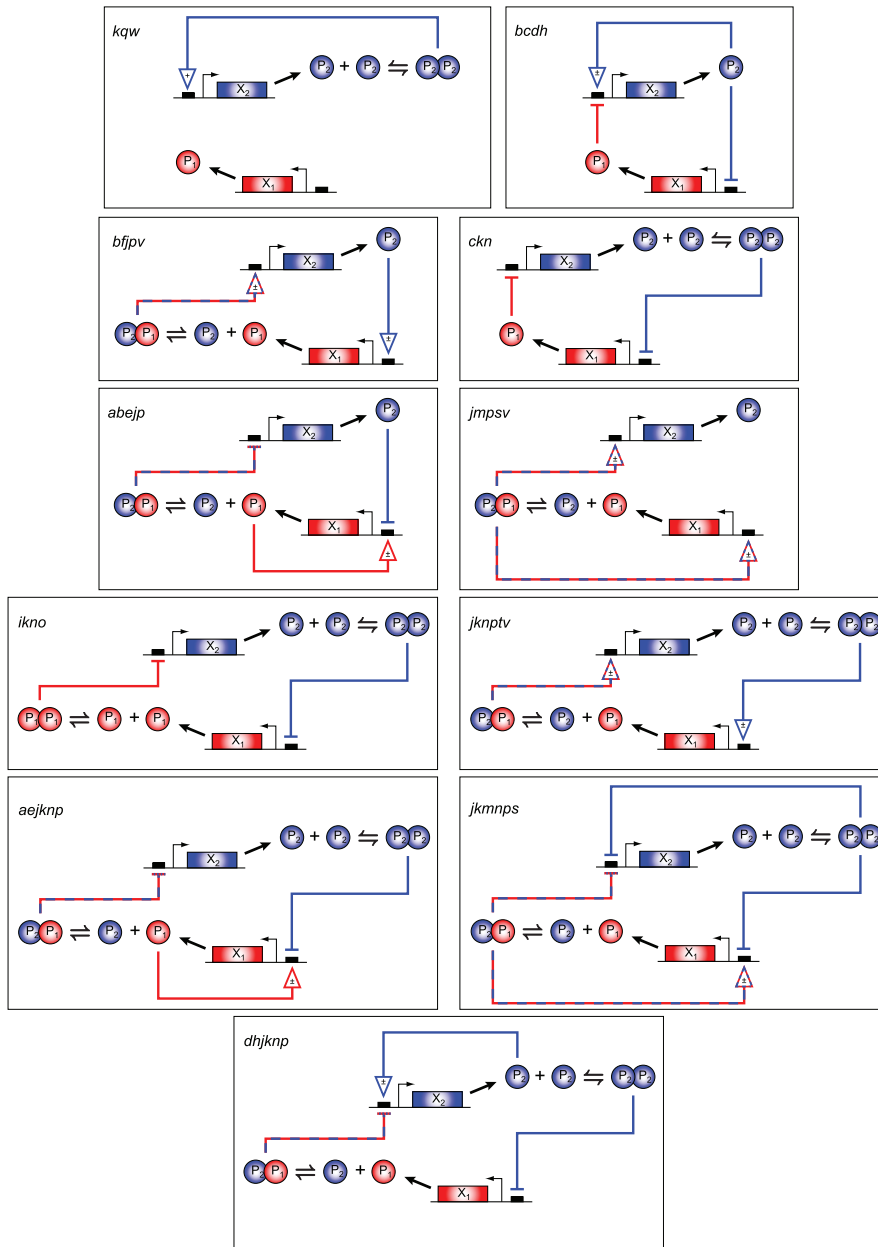 kqw
P2 + P2 ⇌ P2P2
+
X2
P1
X1
bcdh
±
P2
X2
P1
X1
bfjpv
P2
X2
±
P2P1 ⇌ P2 + P1
±
X1
ckn
P2 + P2 ⇌ P2P2
X2
P1
X1
abejp
P2
X2
P2P1 ⇌ P2 + P1
X1
±
jmpsv
P2
X2
±
P2P1 ⇌ P2 + P1
X1
±
ikno
P2 + P2 ⇌ P2P2
X2
P1P1 ⇌ P1 + P1
X1
jknptv
P2 + P2 ⇌ P2P2
X2
±
P2P1 ⇌ P2 + P1
±
X1
aejknp
P2 + P2 ⇌ P2P2
X2
P2P1 ⇌ P2 + P1
X1
±
jkmnps
P2 + P2 ⇌ P2P2
X2
P2P1 ⇌ P2 + P1
X1
±
dhjknp
±
P2 + P2 ⇌ P2P2
X2
P2P1 ⇌ P2 + P1
X1